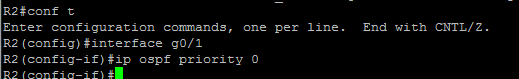 R2#conf t
Enter configuration commands, one per line.  End with CNTL/Z.
R2(config)#interface g0/1
R2(config-if)#ip ospf priority 0
R2(config-if)#